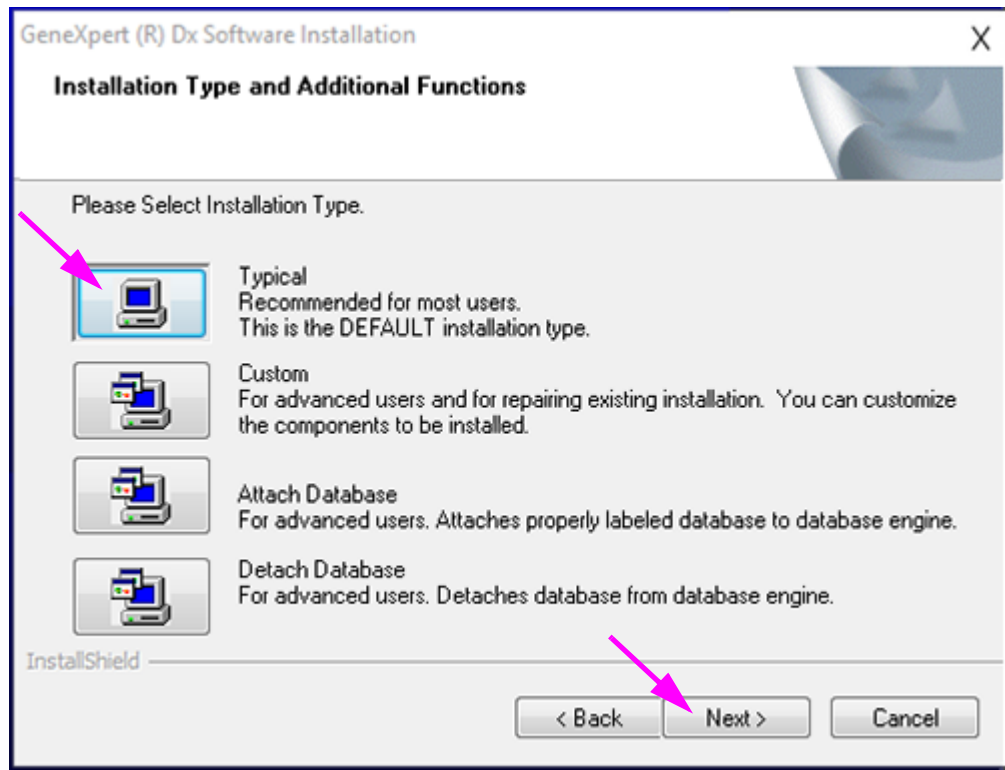 GeneXpert (R) Dx Software Installation
X
Installation Type and Additional Functions
Please Select Installation Type.
Typical
Recommended for most users.
This is the DEFAULT installation type.
Custom
For advanced users and for repairing existing installation.  You can customize
the components to be installed.
Attach Database
For advanced users. Attaches properly labeled database to database engine.
Detach Database
For advanced users. Detaches database from database engine.
InstallShield
< Back
Next >
Cancel